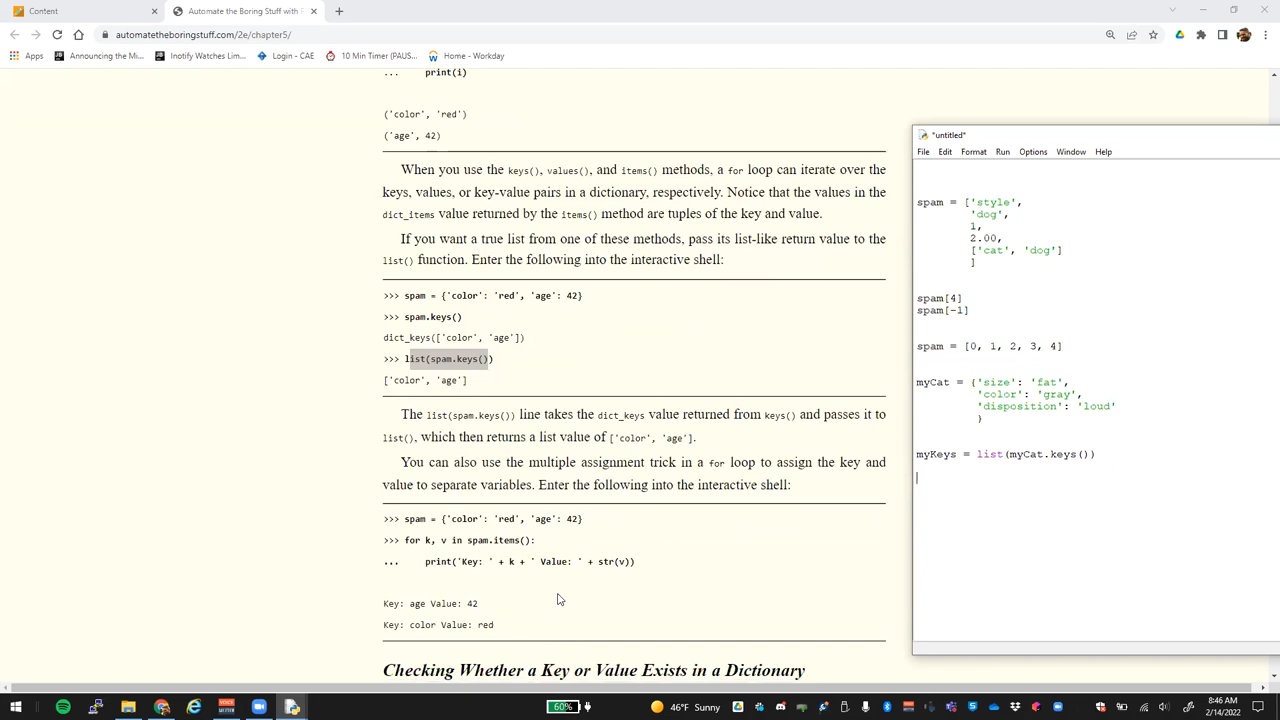 Content
Automate the Boring Stuff with P
automatetheboringstuff.com/2e/chapter5/
Apps
Announcing the Mi...
Inotify Watches Lim...
Login - CAE
10 Min Timer (PAUS...
Home - Workday
... print(i)
('color', 'red')
('age', 42)
When you use the keys(), values(), and items() methods, a for loop can iterate over the
keys, values, or key-value pairs in a dictionary, respectively. Notice that the values in the
dict_items value returned by the items() method are tuples of the key and value.
If you want a true list from one of these methods, pass its list-like return value to the
list() function. Enter the following into the interactive shell:
>>> spam = {'color': 'red', 'age': 42}
>>> spam.keys()
dict_keys(['color', 'age'])
>>> list(spam.keys())
['color', 'age']
The list(spam.keys()) line takes the dict_keys value returned from keys() and passes it to
list(), which then returns a list value of ['color', 'age'].
You can also use the multiple assignment trick in a for loop to assign the key and
value to separate variables. Enter the following into the interactive shell:
>>> spam = {'color': 'red', 'age': 42}
>>> for k, v in spam.items():
... print('Key: ' + k + ' Value: ' + str(v))
Key: age Value: 42
Key: color Value: red
Checking Whether a Key or Value Exists in a Dictionary
*untitled*
File Edit Format Run Options Window Help
spam = ['style',
'dog',
1,
2.00,
['cat', 'dog']
]
spam[4]
spam[-1]
spam = [0, 1, 2, 3, 4]
myCat = {'size': 'fat',
'color': 'gray',
'disposition': 'loud'
}
myKeys = list(myCat.keys())
60%
46°F Sunny
8:46 AM
2/14/2022